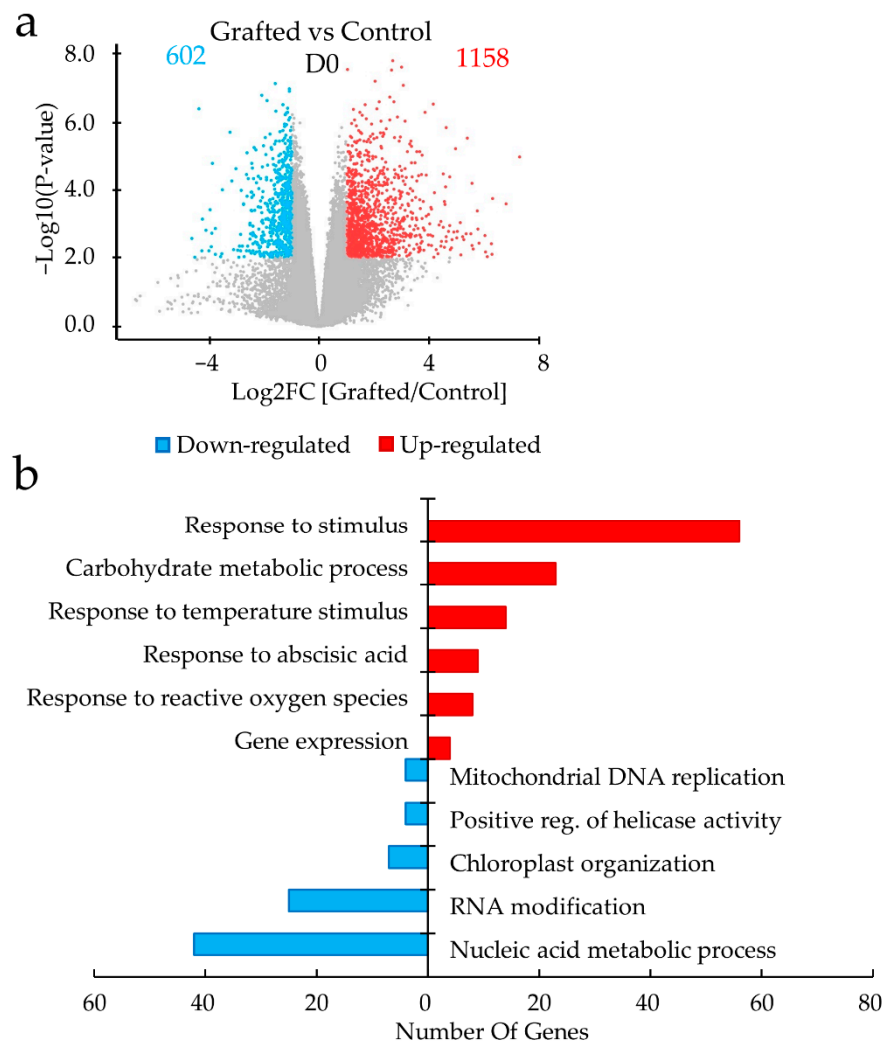 a
Grafted vs Control
602
D0
1158
8.0
6.0
4.0
2.0
0.0
−Log10(P-value)
−4
0
4
8
Log2FC [Grafted/Control]
Down-regulated
Up-regulated
b
Response to stimulus
Carbohydrate metabolic process
Response to temperature stimulus
Response to abscisic acid
Response to reactive oxygen species
Gene expression
Mitochondrial DNA replication
Positive reg. of helicase activity
Chloroplast organization
RNA modification
Nucleic acid metabolic process
60
40
20
0
20
40
60
80
Number Of Genes